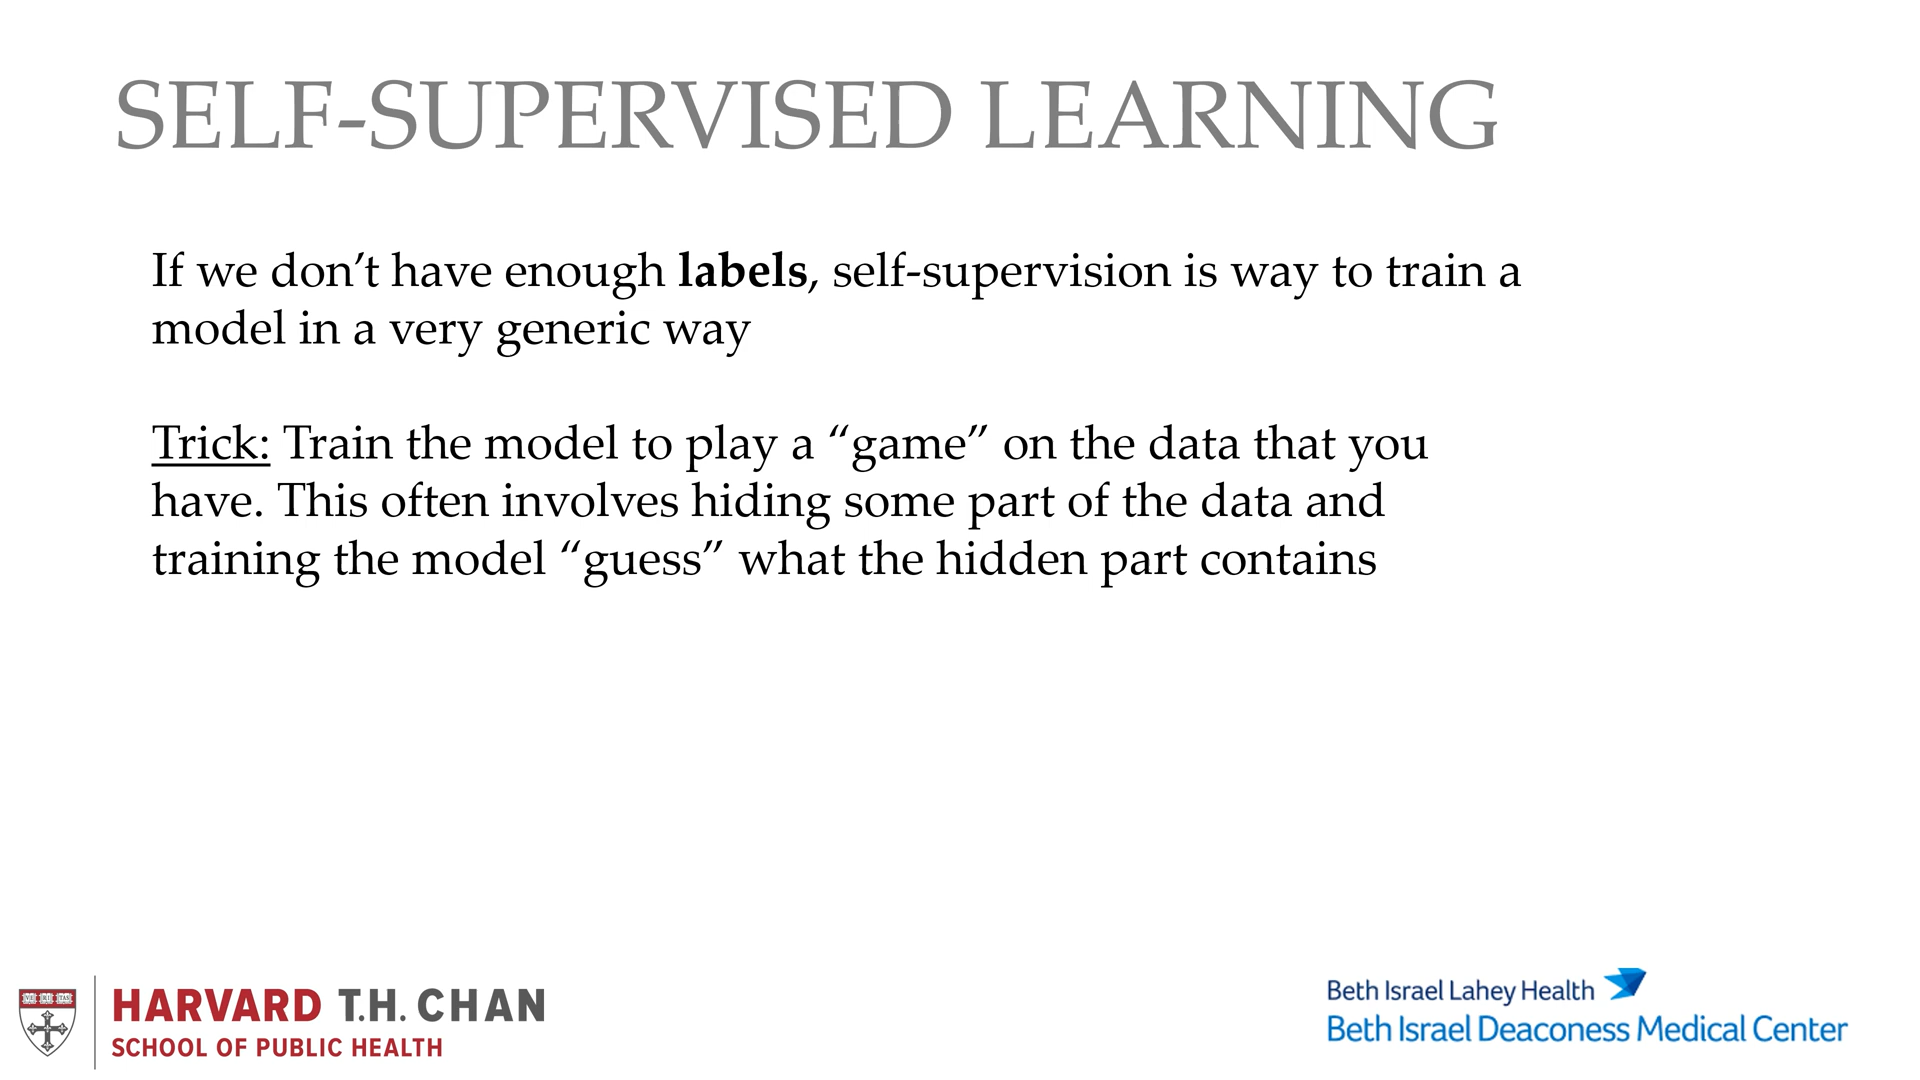 SELF-SUPERVISED LEARNING
If we don’t have enough labels, self-supervision is way to train a
model in a very generic way
Trick: Train the model to play a “game” on the data that you
have. This often involves hiding some part of the data and
training the model “guess” what the hidden part contains
VE RI TAS
HARVARD T.H. CHAN
SCHOOL OF PUBLIC HEALTH
Beth Israel Lahey Health
Beth Israel Deaconess Medical Center